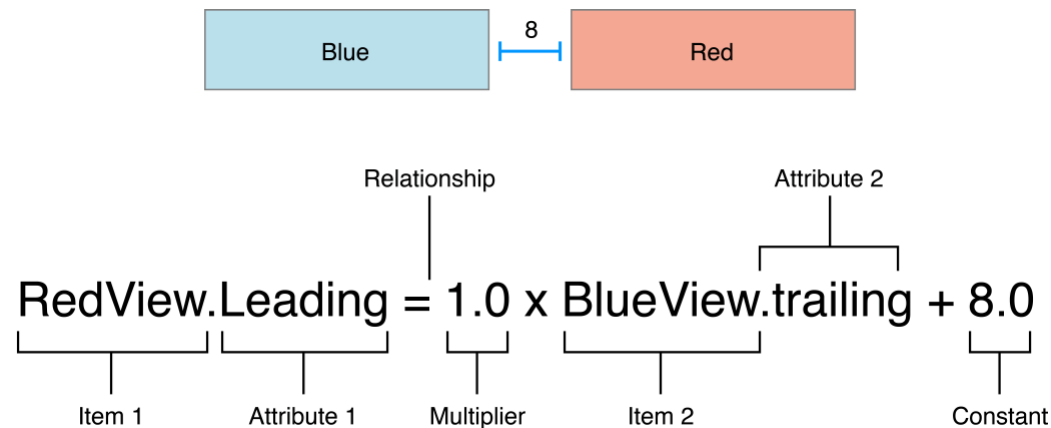 8
Blue
Red
Relationship
Attribute 2
RedView.Leading = 1.0 x BlueView.trailing + 8.0
Item 1
Attribute 1
Multiplier
Item 2
Constant